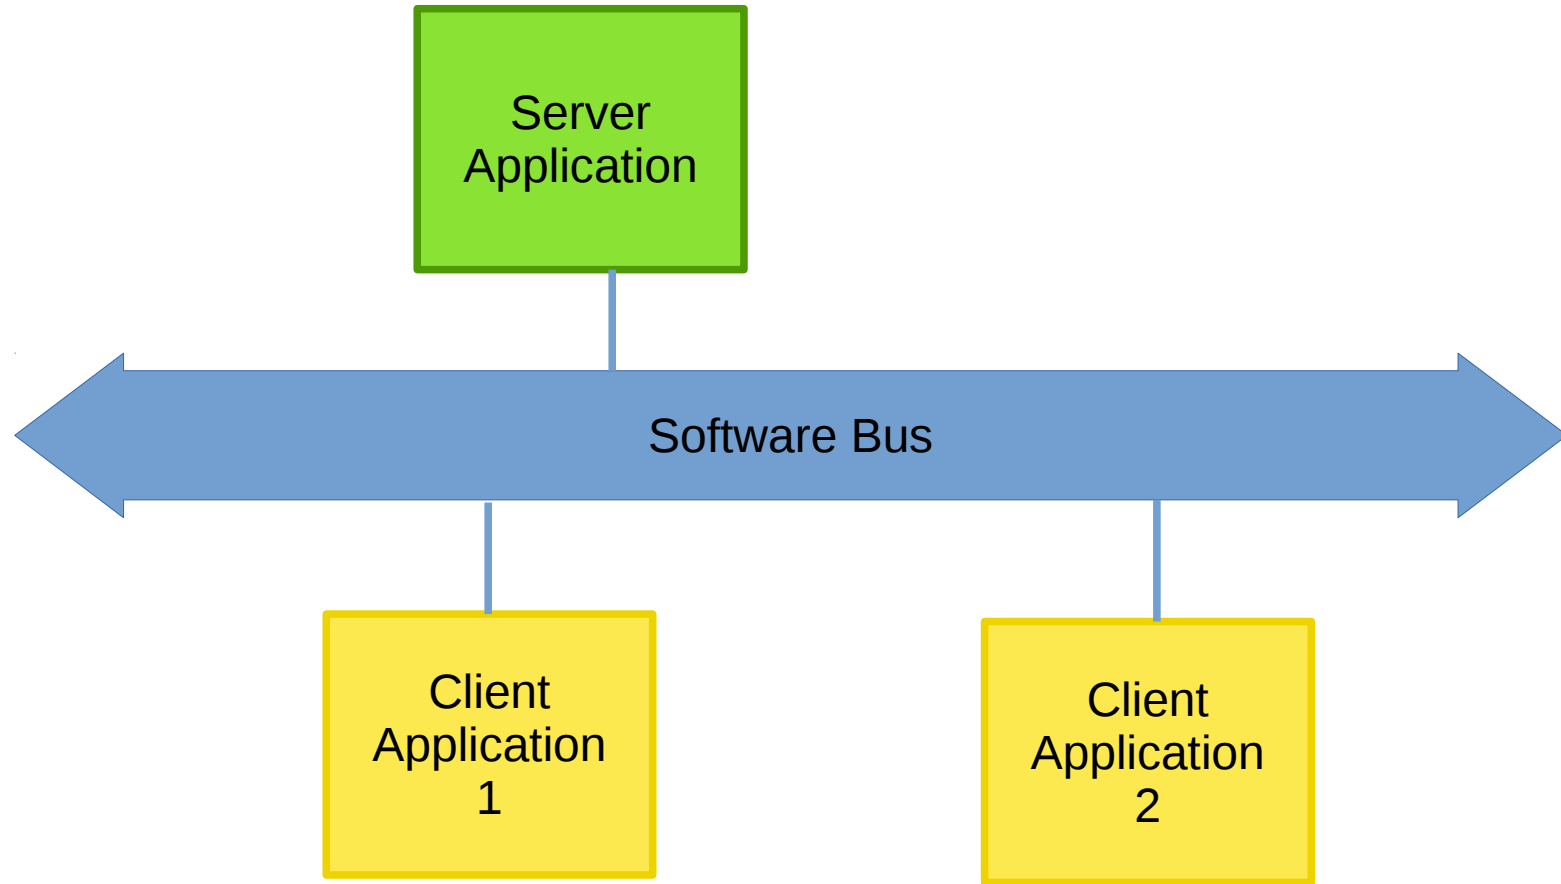 Server
Application
Software Bus
Client
Application
1
Client
Application
2